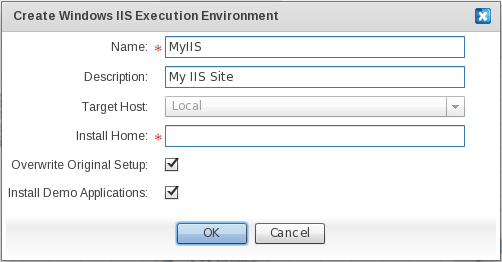 Create Windows IIS Execution Environment
Name: * MyIIS
Description: My IIS Site
Target Host: Local
Install Home: *
Overwrite Original Setup:
Install Demo Applications:
OK Cancel